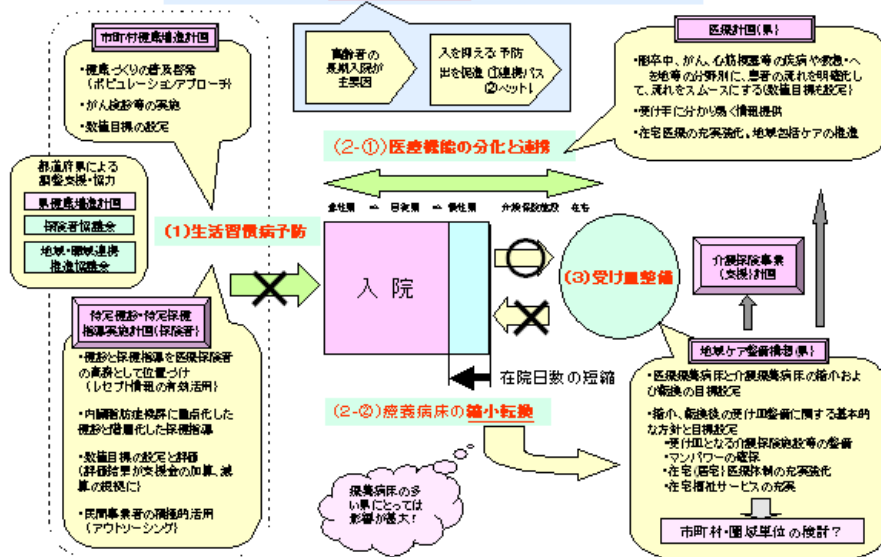 市町村健康増進計画
・健康づくりの普及啓発
(ポピュレーションアプローチ)
・がん検診等の実施
・数値目標の設定
都道府県による
調整支援・協力
県健康増進計画
保険者協議会
地域・職域連携
推進協議会
(1)生活習慣病予防
特定健診・特定保健
指導実施計画(保険者)
・健診と保健指導を医療保険者
の責務として位置づけ
(レセプト情報の有効活用)
・内臓脂肪症候群に重点化した
健診と階層化した保健指導
・数値目標の設定と評価
(評価結果が支援金の加算、減
算の根拠に)
・民間事業者の積極的活用
(アウトソーシング)
高齢者の
長期入院が
主要因
入を抑える:予防
出を促進 ①連携パス
②ベット↓
(2-①)医療機能の分化と連携
急性期 → 回復期 → 慢性期 介護保険施設 在宅
入院
(3)受け皿整備
在院日数の短縮
(2-②)療養病床の縮小転換
療養病床の多
い県にとっては
影響が甚大!
医療計画(県)
・脳卒中、がん、心筋梗塞等の疾病や救急・へ
き地等の分野別に、患者の流れを明確化し
て、流れをスムースにする(数値目標も設定)
・受け手に分かり易く情報提供
・在宅医療の充実強化、地域包括ケアの推進
介護保険事業
(支援)計画
地域ケア整備構想(県)
・医療療養病床と介護療養病床の縮小およ
び転換の目標設定
・縮小、転換後の受け皿整備に関する基本的
な方針と目標設定
・受け皿となる介護保険施設等の整備
・マンパワーの確保
・在宅(居宅)医療体制の充実強化
・在宅福祉サービスの充実
市町村・圏域単位の検討?